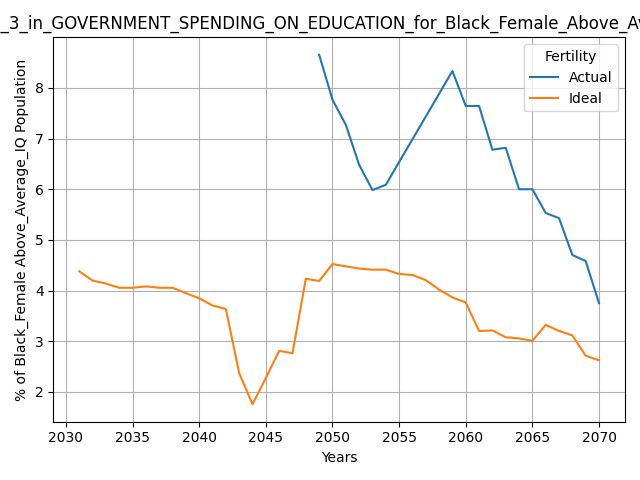 _3_in_GOVERNMENT_SPENDING_ON_EDUCATION_for_Black_Female_Above_Av
% of Black_Female Above_Average_IQ Population
8
7
6
5
4
3
2
Fertility
Actual
Ideal
2030 2035 2040 2045 2050 2055 2060 2065 2070
Years